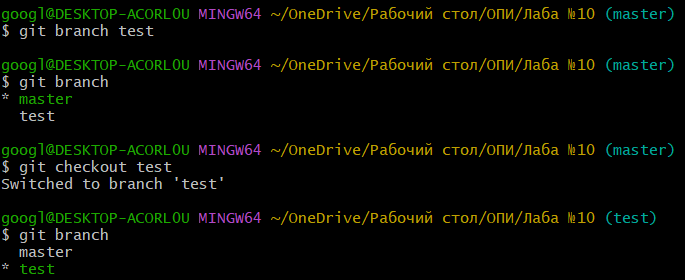 googl@DESKTOP-ACORL0U MINGW64 ~/OneDrive/Рабочий стол/ОПИ/Лаба №10 (master)
$ git branch test
googl@DESKTOP-ACORL0U MINGW64 ~/OneDrive/Рабочий стол/ОПИ/Лаба №10 (master)
$ git branch
* master
  test
googl@DESKTOP-ACORL0U MINGW64 ~/OneDrive/Рабочий стол/ОПИ/Лаба №10 (master)
$ git checkout test
Switched to branch 'test'
googl@DESKTOP-ACORL0U MINGW64 ~/OneDrive/Рабочий стол/ОПИ/Лаба №10 (test)
$ git branch
  master
* test